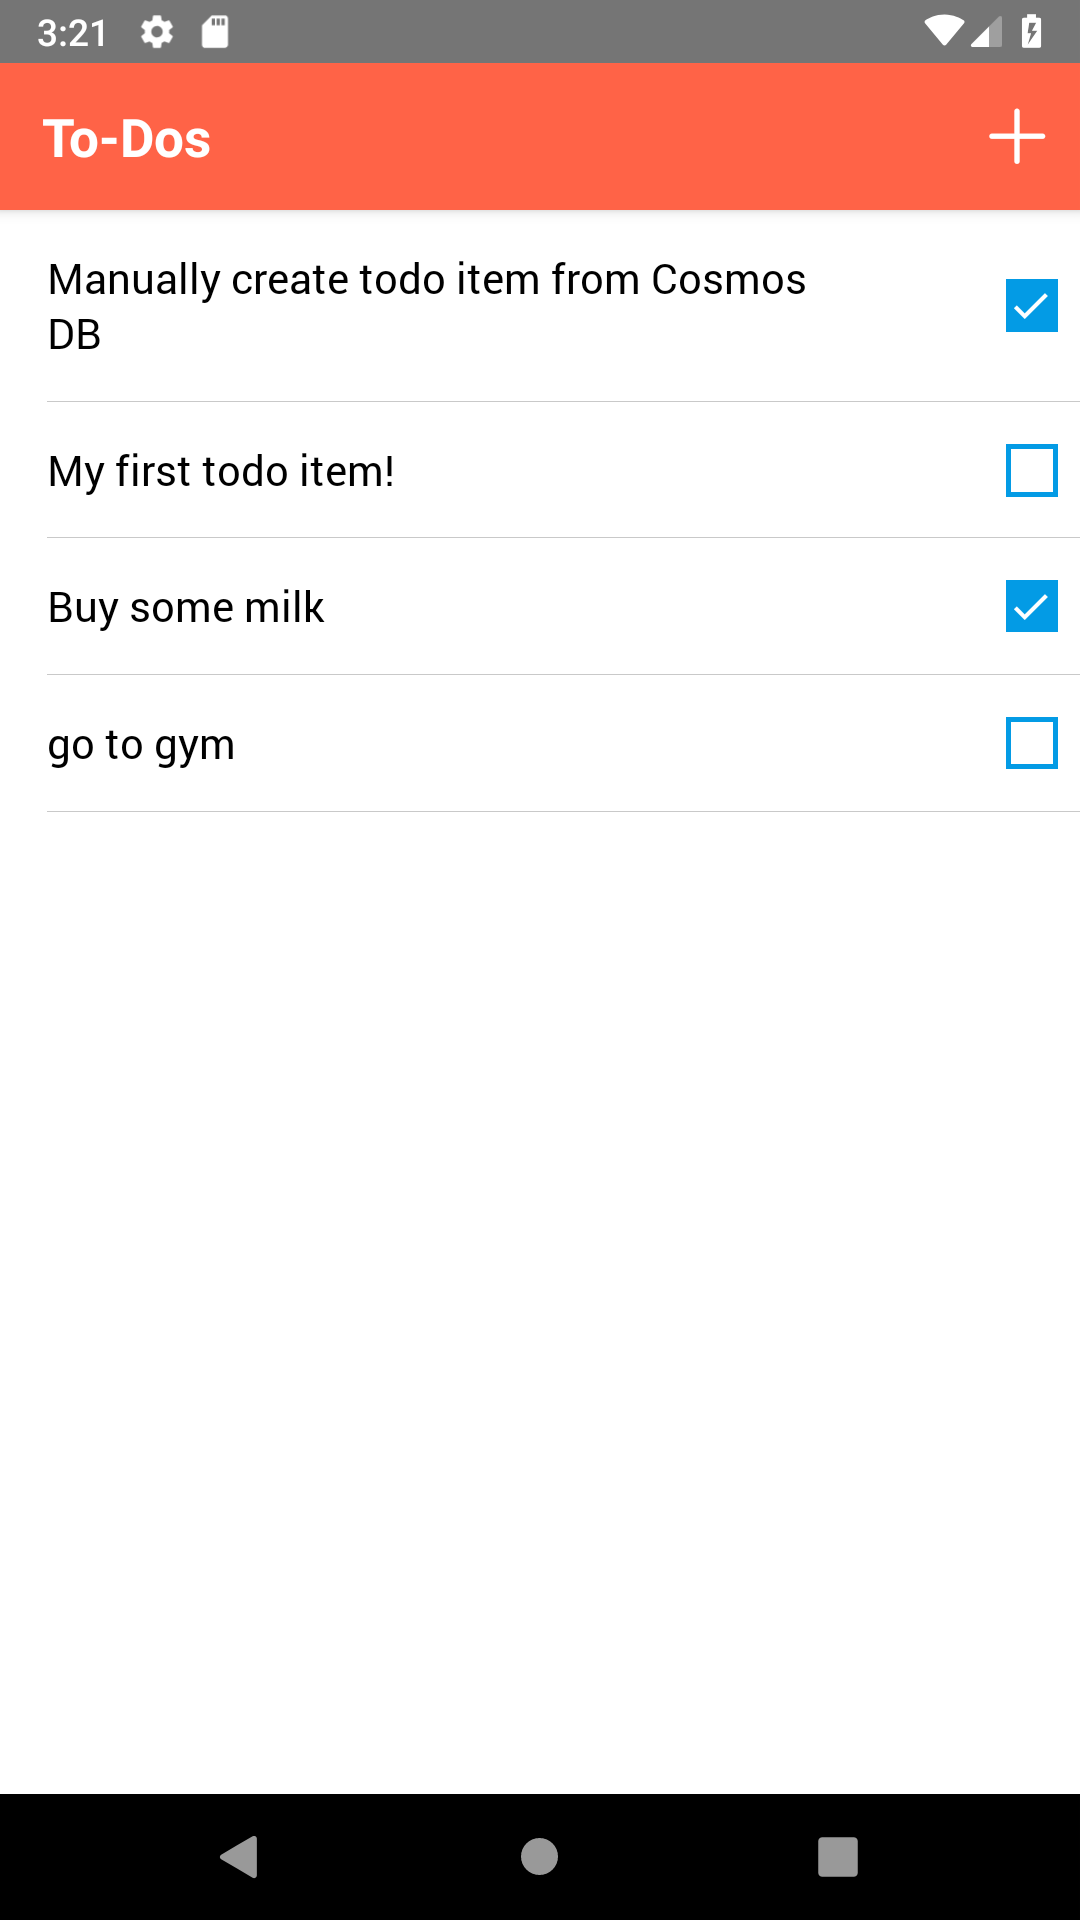 3:21
To-Dos
Manually create todo item from Cosmos
DB
My first todo item!
Buy some milk
go to gym